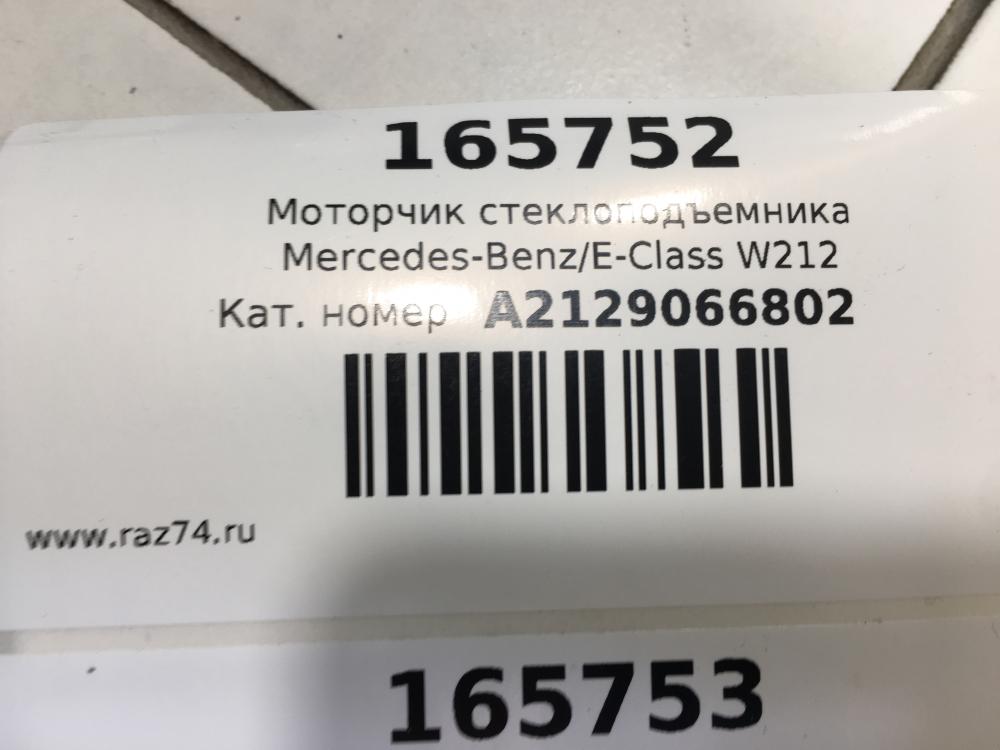 165752
Моторчик стеклоподъемника
Mercedes-Benz/E-Class W212
Кат. номер A2129066802
www.raz74.ru
165753